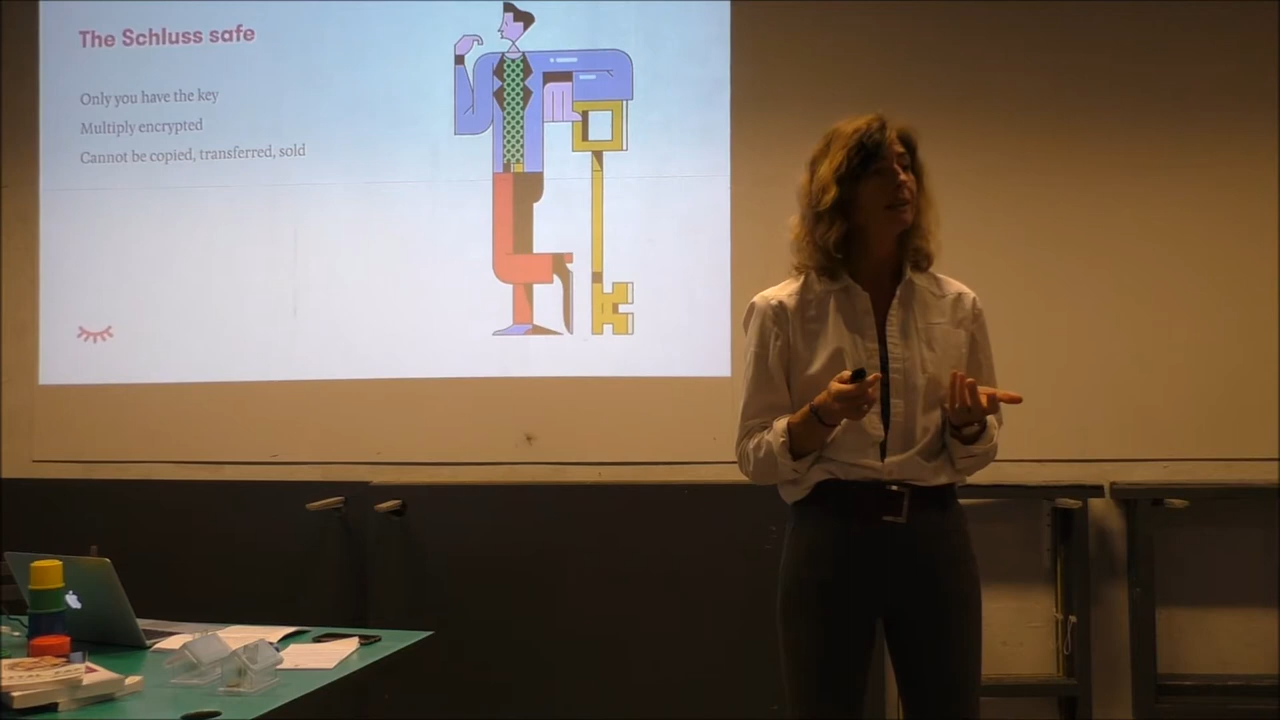 The Schluss safe
Only you have the key
Multiply encrypted
Cannot be copied, transferred, sold